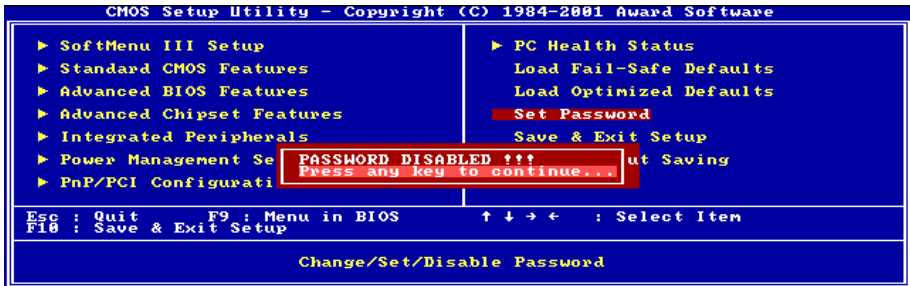 CMOS Setup Utility - Copyright (C) 1984-2001 Award Software
▶ SoftMenu III Setup
▶ Standard CMOS Features
▶ Advanced BIOS Features
▶ Advanced Chipset Features
▶ Integrated Peripherals
▶ Power Management Se
▶ PnP/PCI Configurati
▶ PC Health Status
Load Fail-Safe Defaults
Load Optimized Defaults
Set Password
Save & Exit Setup
ut Saving
PASSWORD DISABLED !!!
Press any key to continue...
Esc : Quit F9 : Menu in BIOS ↑ ↓ → ← : Select Item
F10 : Save & Exit Setup
Change/Set/Disable Password